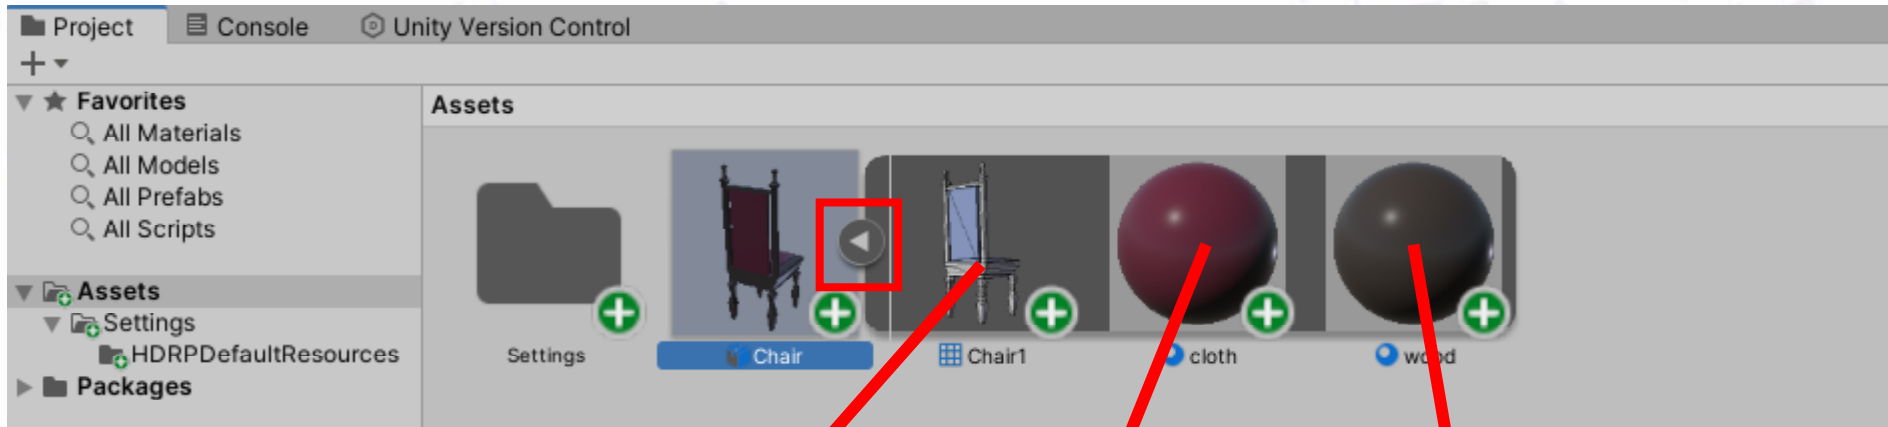 Project Console Unity Version Control
Favorites
All Materials
All Models
All Prefabs
All Scripts
Assets
Settings
HDRPDefaultResources
Packages
Assets
Settings Chair Chair1 cloth wood